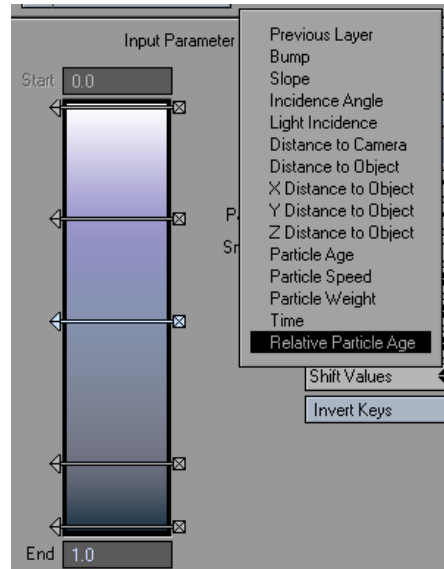 Input Parameter
Start 0.0
Previous Layer
Bump
Slope
Incidence Angle
Light Incidence
Distance to Camera
Distance to Object
X Distance to Object
Y Distance to Object
Z Distance to Object
Particle Age
Particle Speed
Particle Weight
Time
Relative Particle Age
Shift Values
Invert Keys
End 1.0